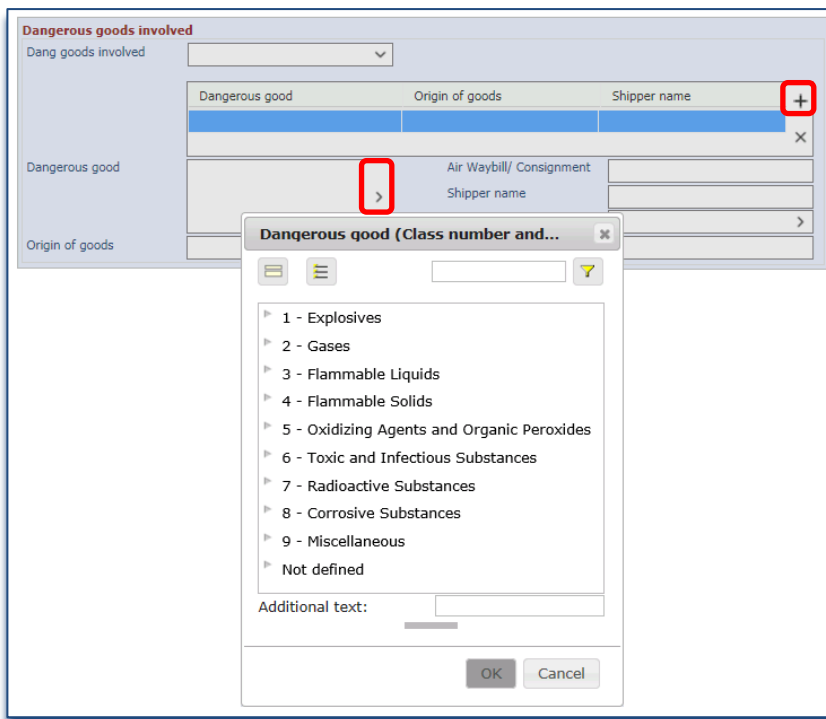 Dangerous goods involved
Dang goods involved
Dangerous good Origin of goods Shipper name
Dangerous good
Air Waybill/ Consignment
Shipper name
Origin of goods
Dangerous good (Class number and...
1 - Explosives
2 - Gases
3 - Flammable Liquids
4 - Flammable Solids
5 - Oxidizing Agents and Organic Peroxides
6 - Toxic and Infectious Substances
7 - Radioactive Substances
8 - Corrosive Substances
9 - Miscellaneous
Not defined
Additional text:
OK Cancel